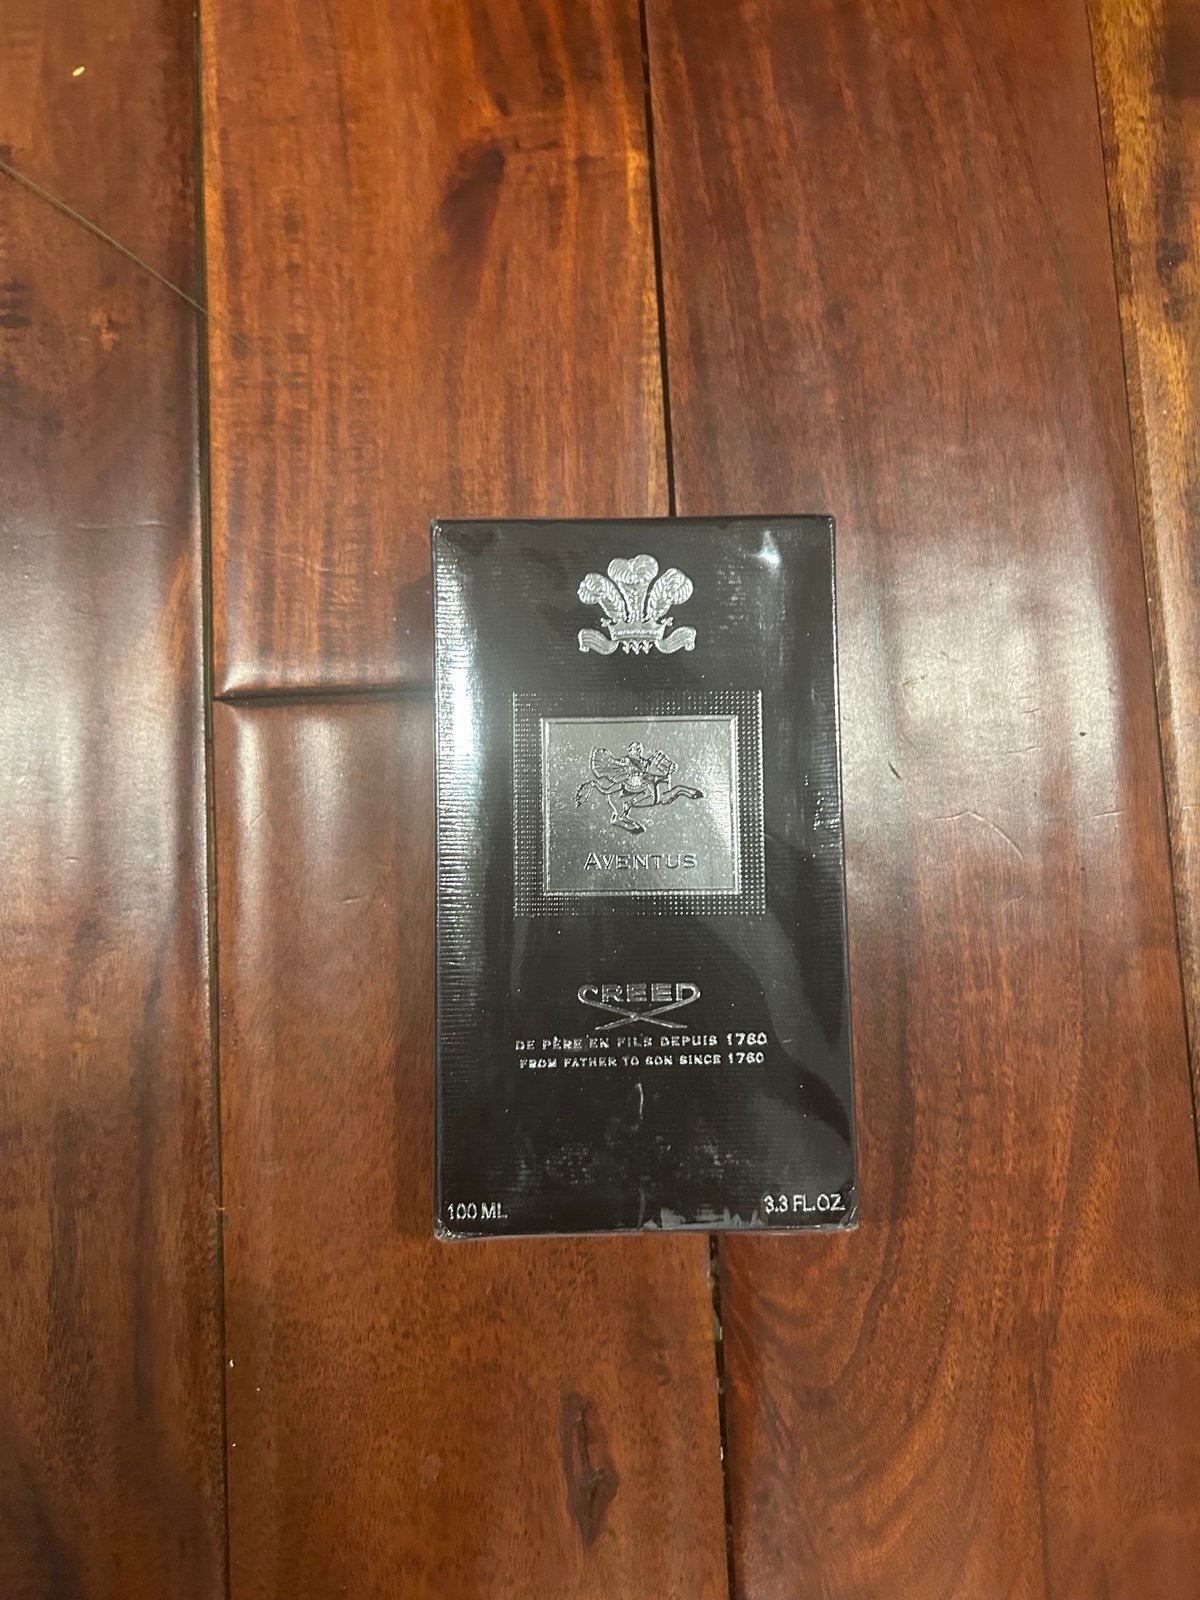 AVENTUS
CREED
DE PÈRE EN FILS DEPUIS 1760
FROM FATHER TO SON SINCE 1760
100 ML
3.3 FL.OZ.